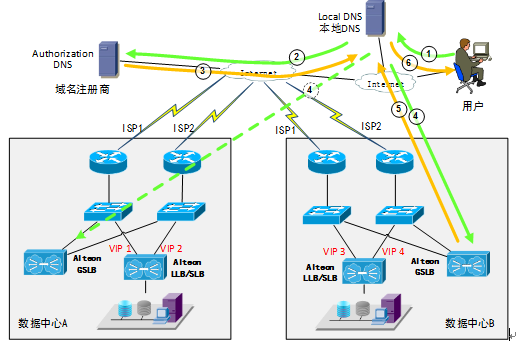 Local DNS
本地DNS
Authorization
DNS
域名注册商
2
1
3
6
Internet
4
Internet
5
4
用户
ISP1
ISP2
ISP1
ISP2
VIP 1
VIP 2
VIP 3
VIP 4
Alteon
GSLB
Alteon
LLB/SLB
Alteon
LLB/SLB
Alteon
GSLB
数据中心A
数据中心B